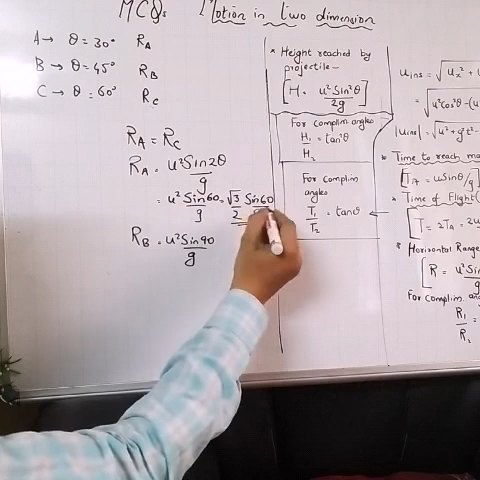 MCQs Motion in two dimension
A → θ = 30° RA
B → θ = 45° RB
C → θ = 60° RC
RA = RC
RA = u²Sin2θ/g
= u²Sin60/g = √3/2 Sin60
RB = u²Sin90/g
* Height reached by
projectile –
[H = u²Sin²θ/2g]
For complim angles
H₁/H₂ = tan²θ
For complim
angles
T₁/T₂ = tanθ ←
Uins = √ux² +
= √u²cos²θ – (u
|Uins| = √u² + g²t² –
* Time to reach
[TA = uSinθ/g]
* Time of Flight(
[T = 2TA = 2u
* Horizontal Range
[R = u²Sin
g
For complim
R₁/R₂ =